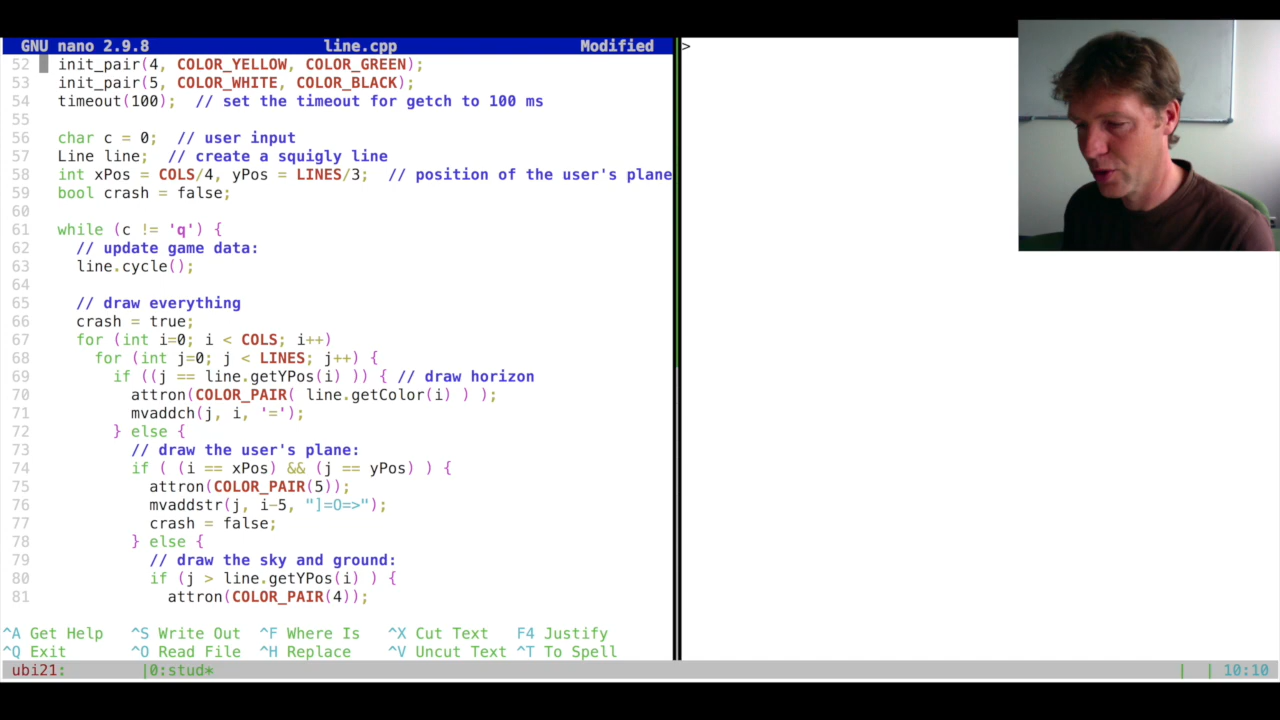 GNU nano 2.9.8 line.cpp Modified
52 init_pair(4, COLOR_YELLOW, COLOR_GREEN);
53 init_pair(5, COLOR_WHITE, COLOR_BLACK);
54 timeout(100); // set the timeout for getch to 100 ms
55
56 char c = 0; // user input
57 Line line; // create a squigly line
58 int xPos = COLS/4, yPos = LINES/3; // position of the user's plane
59 bool crash = false;
60
61 while (c != 'q') {
62 // update game data:
63 line.cycle();
64
65 // draw everything
66 crash = true;
67 for (int i=0; i < COLS; i++)
68 for (int j=0; j < LINES; j++) {
69 if ((j == line.getYPos(i) )) { // draw horizon
70 attron(COLOR_PAIR( line.getColor(i) ) );
71 mvaddch(j, i, '=');
72 } else {
73 // draw the user's plane:
74 if ( (i == xPos) && (j == yPos) ) {
75 attron(COLOR_PAIR(5));
76 mvaddstr(j, i-5, "]=O=>");
77 crash = false;
78 } else {
79 // draw the sky and ground:
80 if (j > line.getYPos(i) ) {
81 attron(COLOR_PAIR(4));
^A Get Help ^S Write Out ^F Where Is ^X Cut Text F4 Justify
^Q Exit ^O Read File ^H Replace ^V Uncut Text ^T To Spell
ubi21: |0:stud* | | 10:10
>